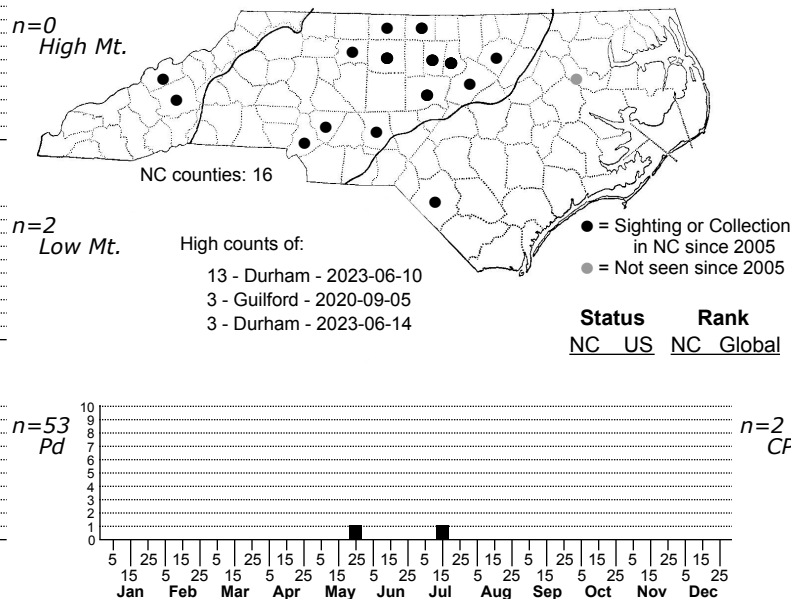 n=0
High Mt.
NC counties: 16
n=2
Low Mt.
High counts of:
13 - Durham - 2023-06-10
3 - Guilford - 2020-09-05
3 - Durham - 2023-06-14
= Sighting or Collection
in NC since 2005
= Not seen since 2005
Status Rank
NC US NC Global
n=53
Pd
n=2
CP
10
9
8
7
6
5
4
3
2
1
0
5 25 15 5 25 15 5 25 15 5 25 15 5 25 15 5 25 15
15 5 25 15 5 25 15 5 25 15 5 25 15 5 25 15 5 25
Jan Feb Mar Apr May Jun Jul Aug Sep Oct Nov Dec